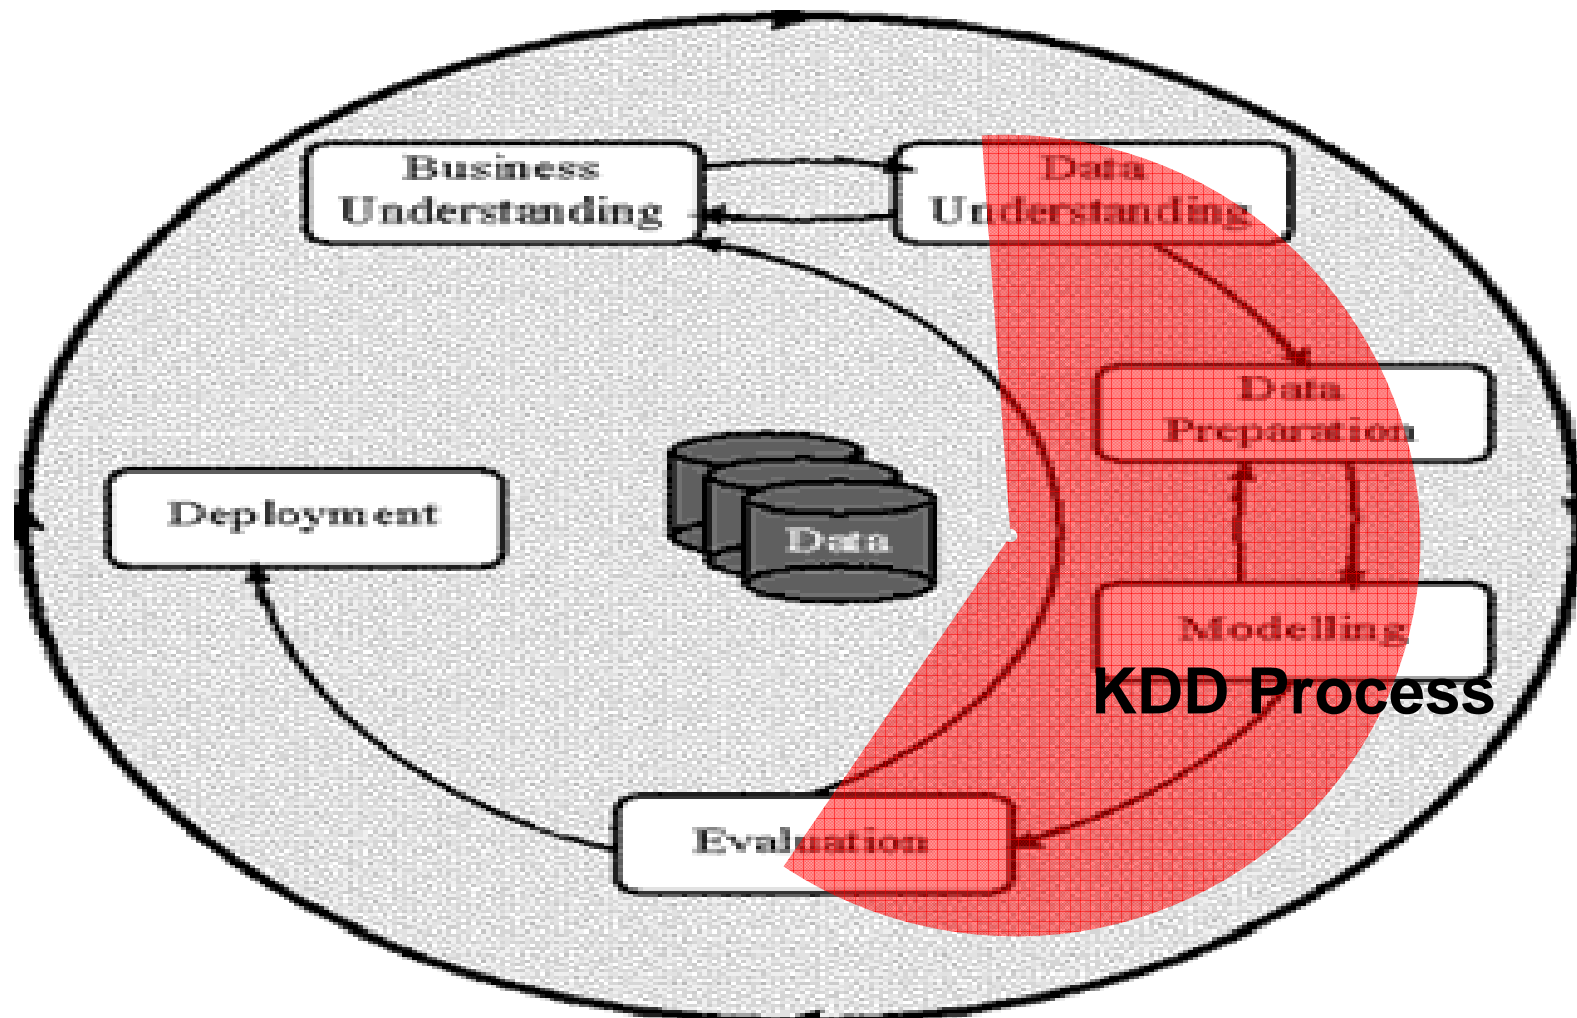 Business
Understanding
Data
Understanding
Data
Preparation
Deployment
Data
Modelling
KDD Process
Evaluation